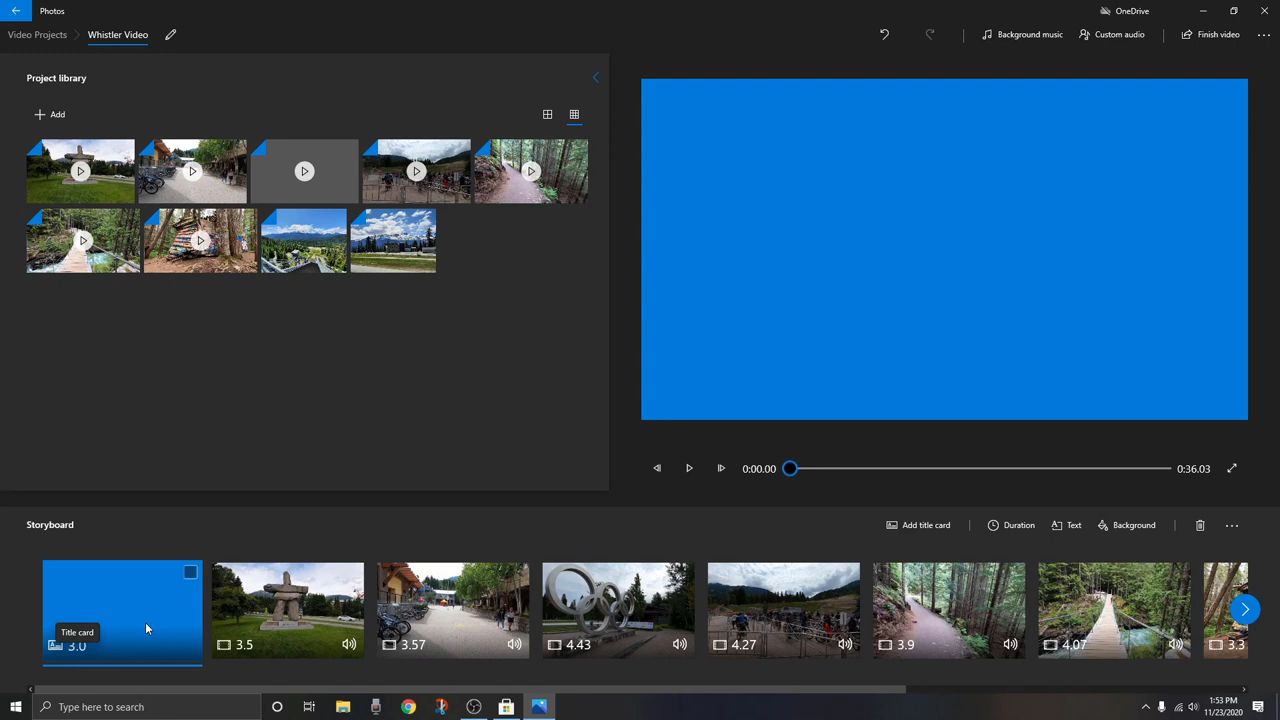 Photos
OneDrive
Video Projects
Whistler Video
Background music
Custom audio
Finish video
Project library
Add
0:00.00
0:36.03
Storyboard
Add title card
Duration
Text
Background
Title card
3.0
3.5
3.57
4.43
4.27
3.9
4.07
3.3
Type here to search
1:53 PM
11/23/2020